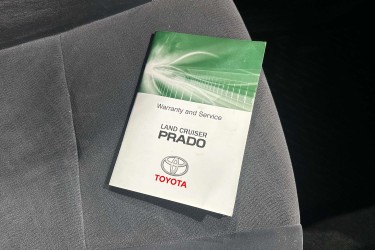 Warranty and Service
LAND CRUISER
PRADO
TOYOTA